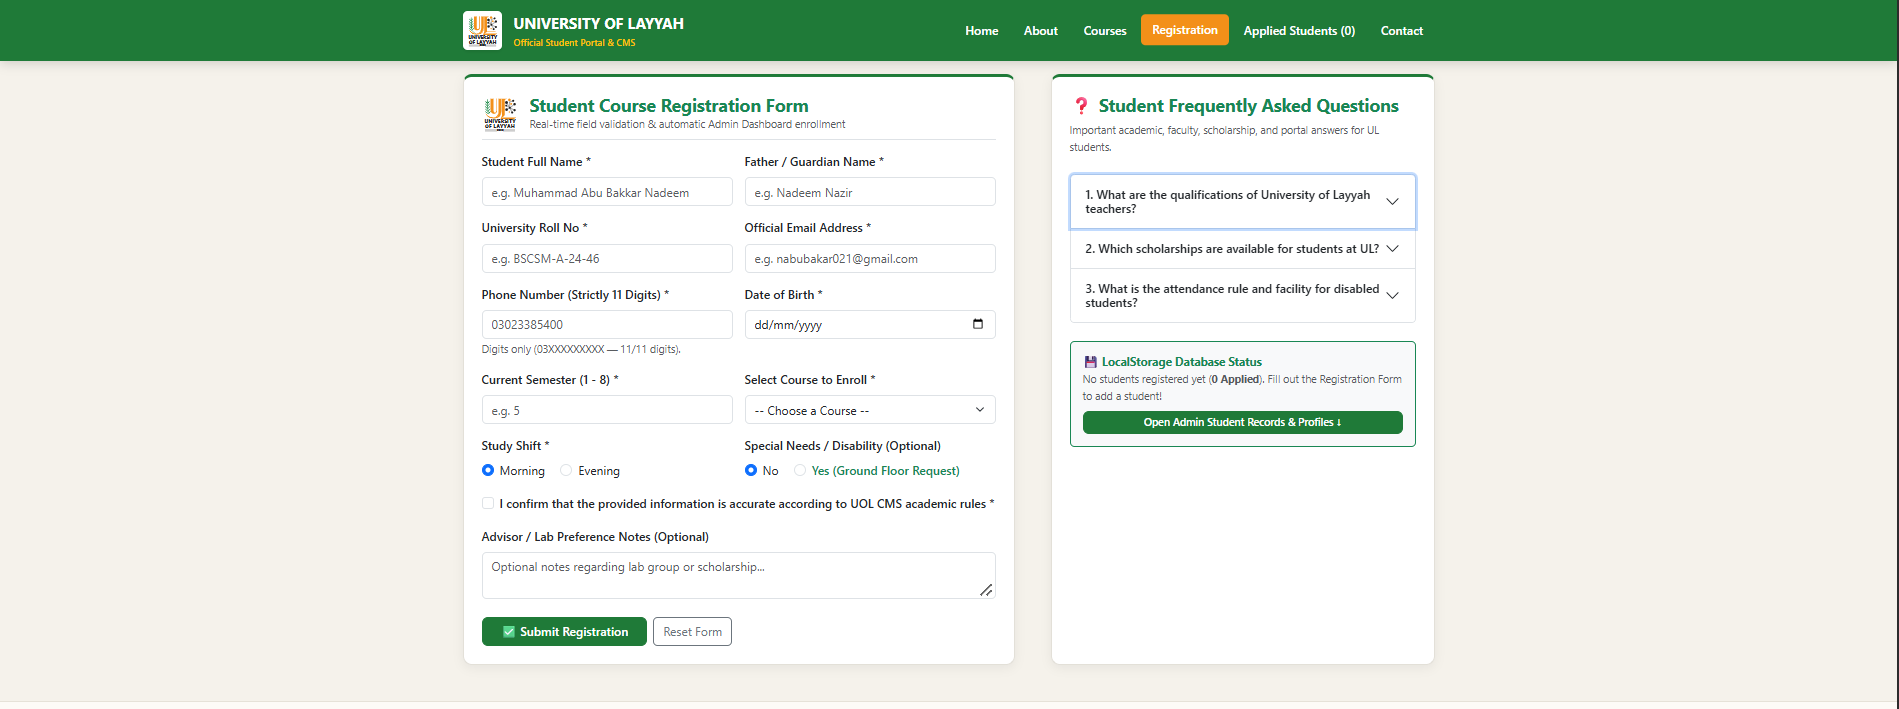 UNIVERSITY OF LAYYAH
Official Student Portal & CMS
Home
About
Courses
Registration
Applied Students (0)
Contact
UNIVERSITY
OF LAYYAH
Student Course Registration Form
Real-time field validation & automatic Admin Dashboard enrollment
Student Full Name *
Father / Guardian Name *
e.g. Muhammad Abu Bakkar Nadeem
e.g. Nadeem Nazir
University Roll No *
Official Email Address *
e.g. BSCSM-A-24-46
e.g. nabubakar021@gmail.com
Phone Number (Strictly 11 Digits) *
Date of Birth *
03023385400
dd/mm/yyyy
Digits only (03XXXXXXXXX — 11/11 digits).
Current Semester (1 - 8) *
Select Course to Enroll *
e.g. 5
-- Choose a Course --
Study Shift *
Special Needs / Disability (Optional)
Morning
Evening
No
Yes (Ground Floor Request)
I confirm that the provided information is accurate according to UOL CMS academic rules *
Advisor / Lab Preference Notes (Optional)
Optional notes regarding lab group or scholarship...
✅ Submit Registration
Reset Form
❓ Student Frequently Asked Questions
Important academic, faculty, scholarship, and portal answers for UL
students.
1. What are the qualifications of University of Layyah
teachers?
2. Which scholarships are available for students at UL?
3. What is the attendance rule and facility for disabled
students?
💾 LocalStorage Database Status
No students registered yet (0 Applied). Fill out the Registration Form
to add a student!
Open Admin Student Records & Profiles ↓